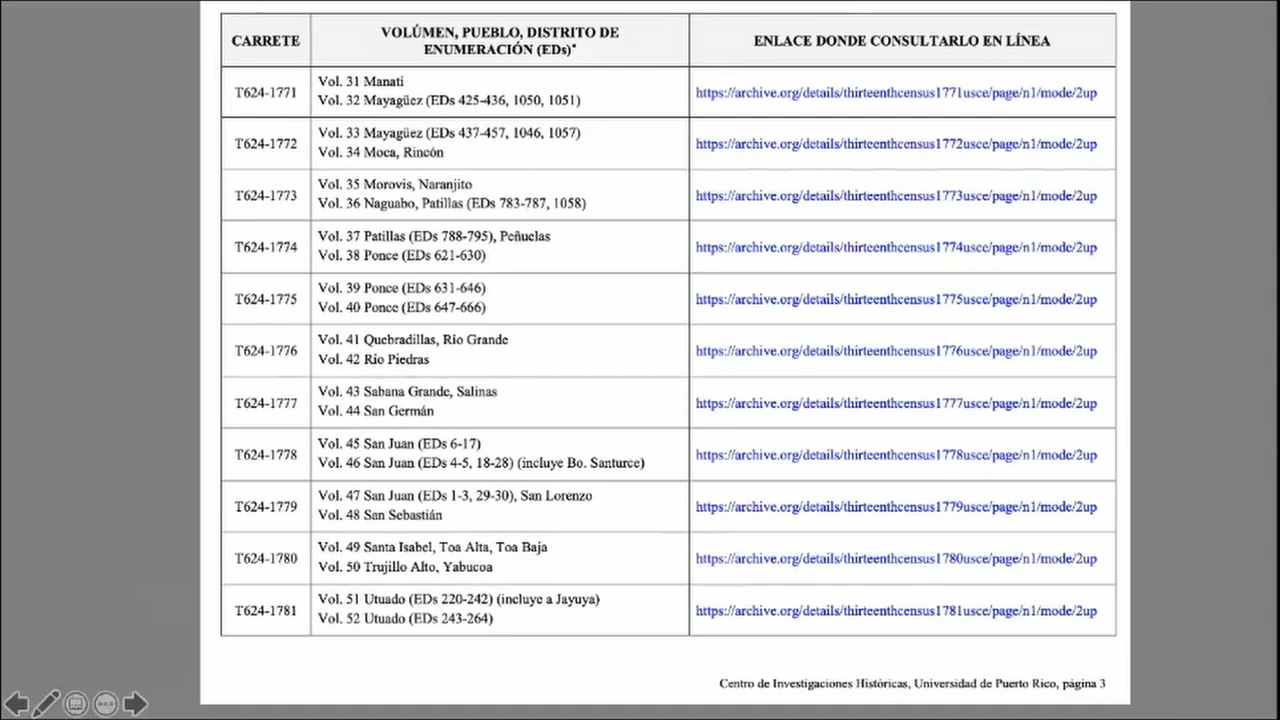 CARRETE
VOLÚMEN, PUEBLO, DISTRITO DE
ENUMERACIÓN (EDs)*
ENLACE DONDE CONSULTARLO EN LÍNEA
T624-1771
Vol. 31 Manatí
Vol. 32 Mayagüez (EDs 425-436, 1050, 1051)
https://archive.org/details/thirteenthcensus1771usce/page/n1/mode/2up
T624-1772
Vol. 33 Mayagüez (EDs 437-457, 1046, 1057)
Vol. 34 Moca, Rincón
https://archive.org/details/thirteenthcensus1772usce/page/n1/mode/2up
T624-1773
Vol. 35 Morovis, Naranjito
Vol. 36 Naguabo, Patillas (EDs 783-787, 1058)
https://archive.org/details/thirteenthcensus1773usce/page/n1/mode/2up
T624-1774
Vol. 37 Patillas (EDs 788-795), Peñuelas
Vol. 38 Ponce (EDs 621-630)
https://archive.org/details/thirteenthcensus1774usce/page/n1/mode/2up
T624-1775
Vol. 39 Ponce (EDs 631-646)
Vol. 40 Ponce (EDs 647-666)
https://archive.org/details/thirteenthcensus1775usce/page/n1/mode/2up
T624-1776
Vol. 41 Quebradillas, Río Grande
Vol. 42 Río Piedras
https://archive.org/details/thirteenthcensus1776usce/page/n1/mode/2up
T624-1777
Vol. 43 Sabana Grande, Salinas
Vol. 44 San Germán
https://archive.org/details/thirteenthcensus1777usce/page/n1/mode/2up
T624-1778
Vol. 45 San Juan (EDs 6-17)
Vol. 46 San Juan (EDs 4-5, 18-28) (incluye Bo. Santurce)
https://archive.org/details/thirteenthcensus1778usce/page/n1/mode/2up
T624-1779
Vol. 47 San Juan (EDs 1-3, 29-30), San Lorenzo
Vol. 48 San Sebastián
https://archive.org/details/thirteenthcensus1779usce/page/n1/mode/2up
T624-1780
Vol. 49 Santa Isabel, Toa Alta, Toa Baja
Vol. 50 Trujillo Alto, Yabucoa
https://archive.org/details/thirteenthcensus1780usce/page/n1/mode/2up
T624-1781
Vol. 51 Utuado (EDs 220-242) (incluye a Jayuya)
Vol. 52 Utuado (EDs 243-264)
https://archive.org/details/thirteenthcensus1781usce/page/n1/mode/2up
Centro de Investigaciones Históricas, Universidad de Puerto Rico, página 3